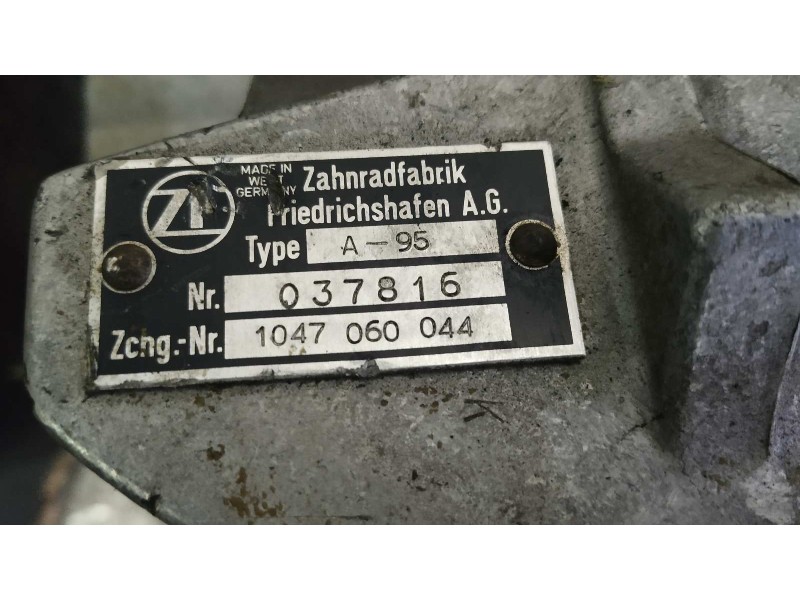 ZF
MADE IN
WEST
GERMANY
Zahnradfabrik
Friedrichshafen A.G.
Type A-95
Nr. 037816
Zchg.-Nr. 1047 060 044
K